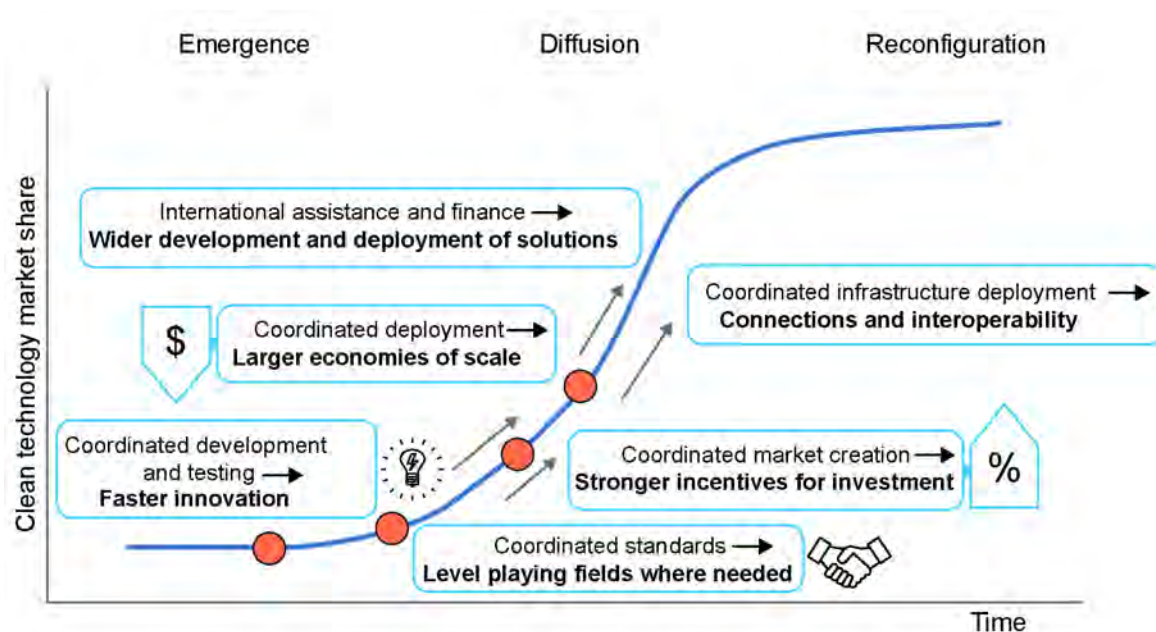 Emergence
Diffusion
Reconfiguration
Clean technology market share
International assistance and finance →
Wider development and deployment of solutions
Coordinated infrastructure deployment →
Connections and interoperability
$
Coordinated deployment →
Larger economies of scale
Coordinated development
and testing →
Faster innovation
Coordinated market creation →
Stronger incentives for investment
%
Coordinated standards →
Level playing fields where needed
Time